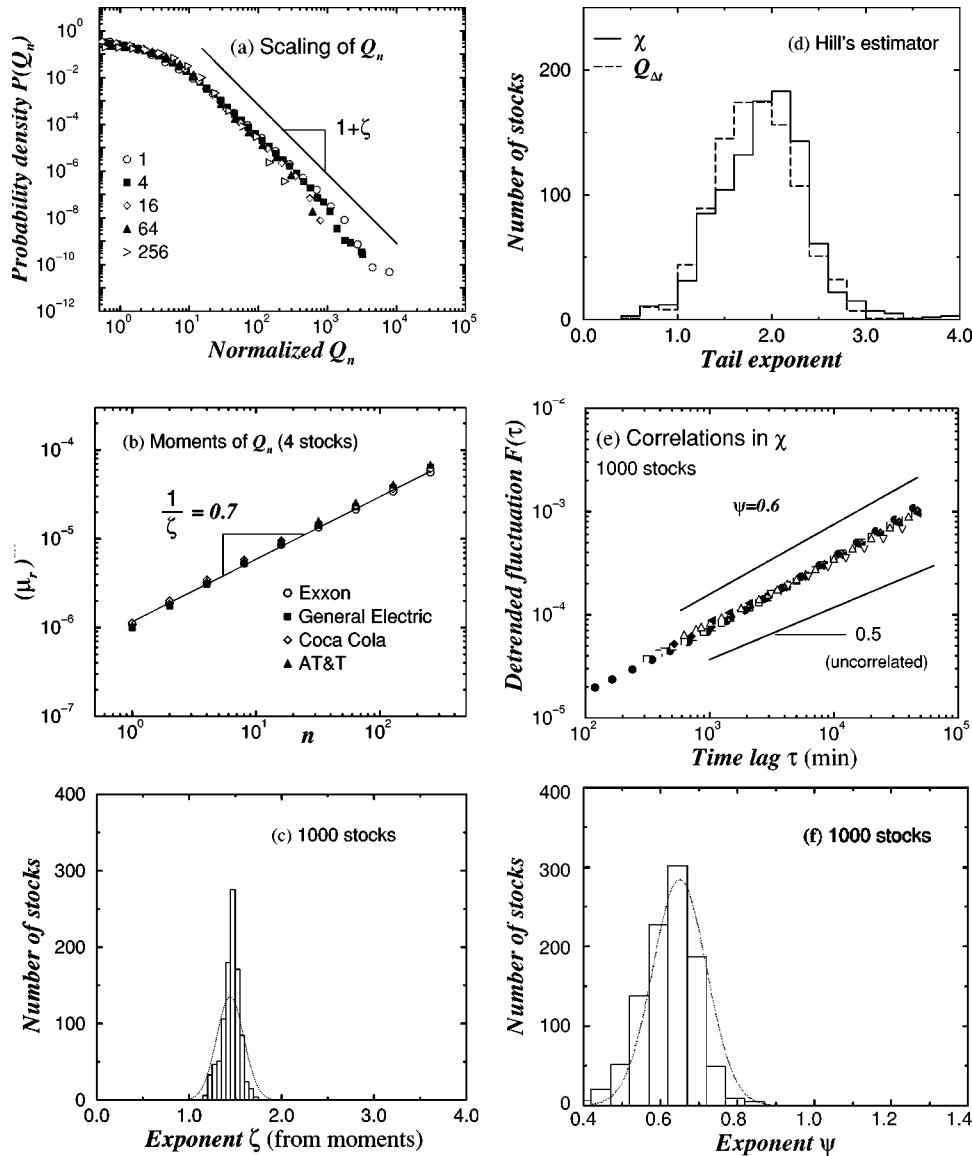 Probability density P(Qn)
10^0
10^-2
10^-4
10^-6
10^-8
10^-10
10^-12
(a) Scaling of Qn
1+ζ
1
4
16
64
256
10^0
10^1
10^2
10^3
10^4
10^5
Normalized Qn
Number of stocks
200
100
0
χ
QΔt
(d) Hill's estimator
0.0
1.0
2.0
3.0
4.0
Tail exponent
(μr)
10^-4
10^-5
10^-6
10^-7
(b) Moments of Qn (4 stocks)
1/ζ = 0.7
Exxon
General Electric
Coca Cola
AT&T
10^0
10^1
10^2
n
Detrended fluctuation F(τ)
10^-2
10^-3
10^-4
10^-5
(e) Correlations in χ
1000 stocks
ψ=0.6
0.5
(uncorrelated)
10^2
10^3
10^4
10^5
Time lag τ (min)
Number of stocks
400
300
200
100
0
(c) 1000 stocks
0.0
1.0
2.0
3.0
4.0
Exponent ζ (from moments)
Number of stocks
400
300
200
100
0
(f) 1000 stocks
0.4
0.6
0.8
1.0
1.2
1.4
Exponent ψ